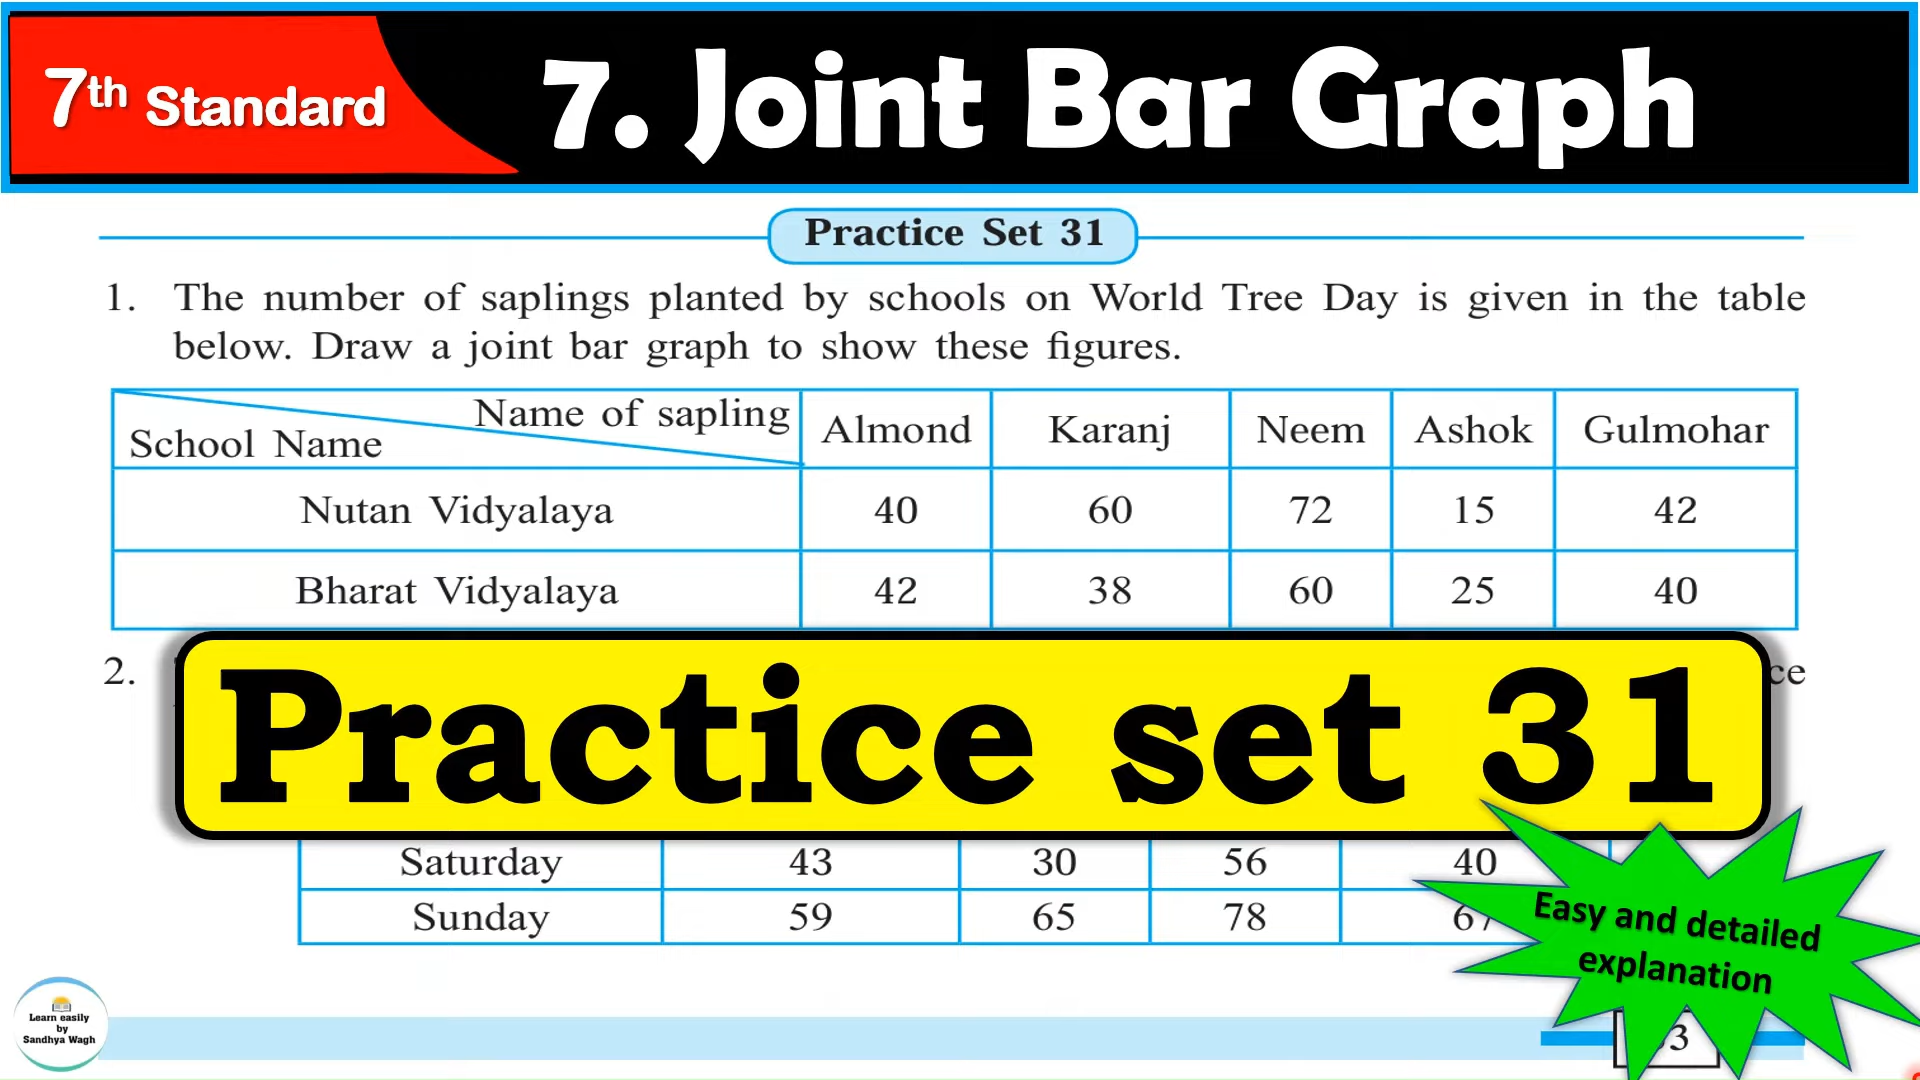 7th Standard
7. Joint Bar Graph
Practice Set 31
1. The number of saplings planted by schools on World Tree Day is given in the table
below. Draw a joint bar graph to show these figures.
School Name Name of sapling Almond Karanj Neem Ashok Gulmohar
Nutan Vidyalaya 40 60 72 15 42
Bharat Vidyalaya 42 38 60 25 40
2.
Practice set 31
Saturday 43 30 56 40
Sunday 59 65 78
Easy and detailed
explanation
Learn easily
by
Sandhya Wagh